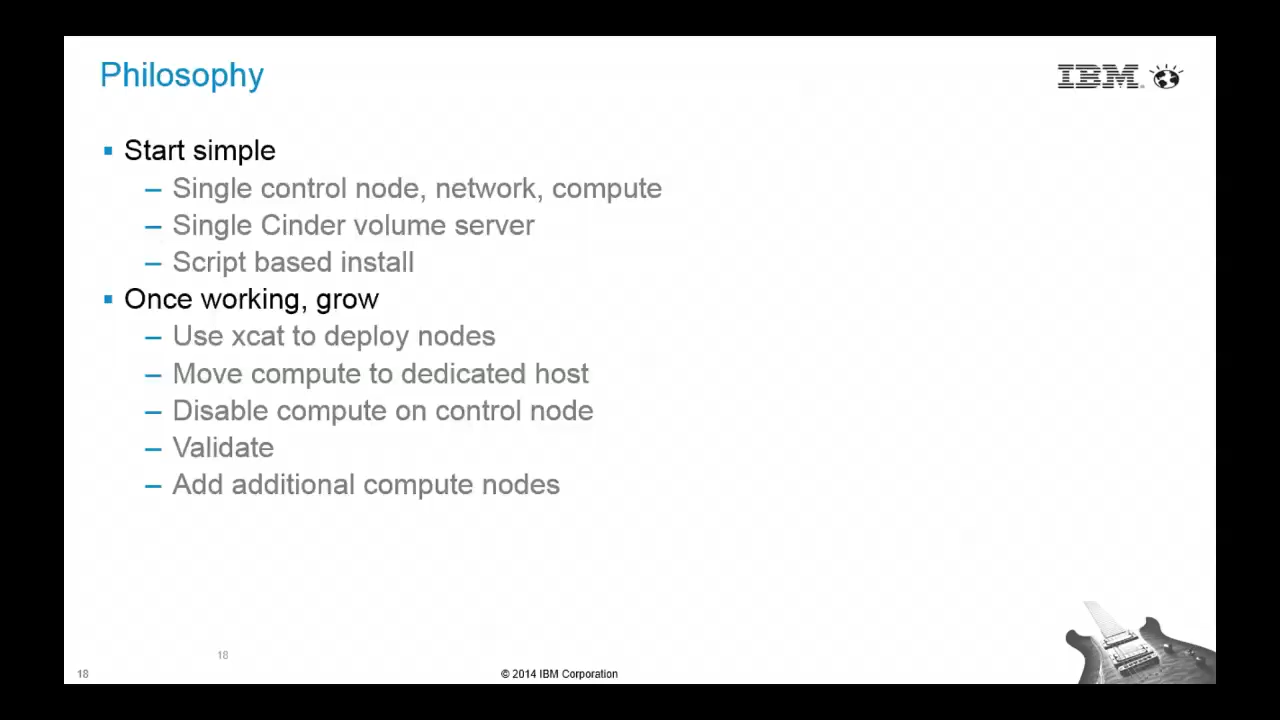 Philosophy
IBM
▪ Start simple
– Single control node, network, compute
– Single Cinder volume server
– Script based install
▪ Once working, grow
– Use xcat to deploy nodes
– Move compute to dedicated host
– Disable compute on control node
– Validate
– Add additional compute nodes
18
18
© 2014 IBM Corporation